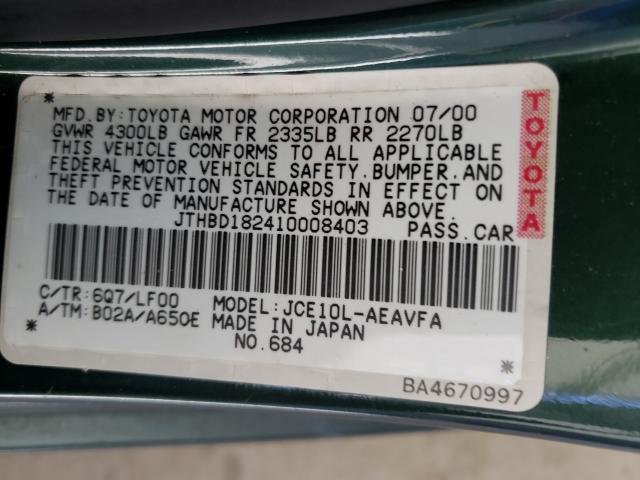 MFD.BY:TOYOTA MOTOR CORPORATION 07/00
GVWR 4300LB GAWR FR 2335LB RR 2270LB
THIS VEHICLE CONFORMS TO ALL APPLICABLE
FEDERAL MOTOR VEHICLE SAFETY.BUMPER.AND
THEFT PREVENTION STANDARDS IN EFFECT ON
THE DATE OF MANUFACTURE SHOWN ABOVE.
JTHBD182410008403 PASS.CAR
C/TR:6Q7/LF00 MODEL:JCE10L-AEAVFA
A/TM:B02A/A650E MADE IN JAPAN
NO.684
BA4670997
TOYOTA